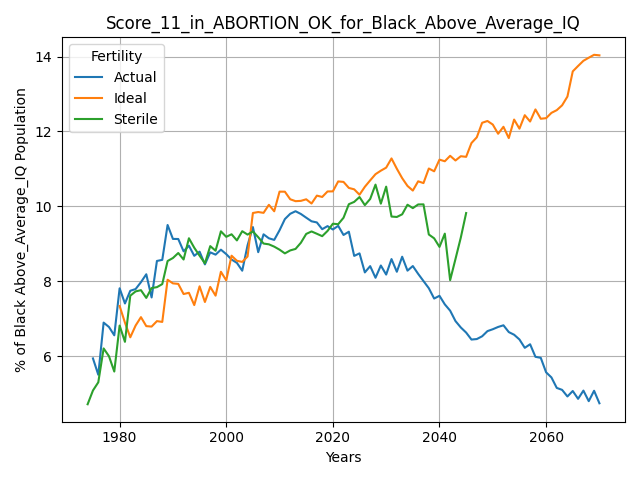 Score_11_in_ABORTION_OK_for_Black_Above_Average_IQ
Fertility
Actual
Ideal
Sterile
% of Black Above_Average_IQ Population
14
12
10
8
6
1980
2000
2020
2040
2060
Years